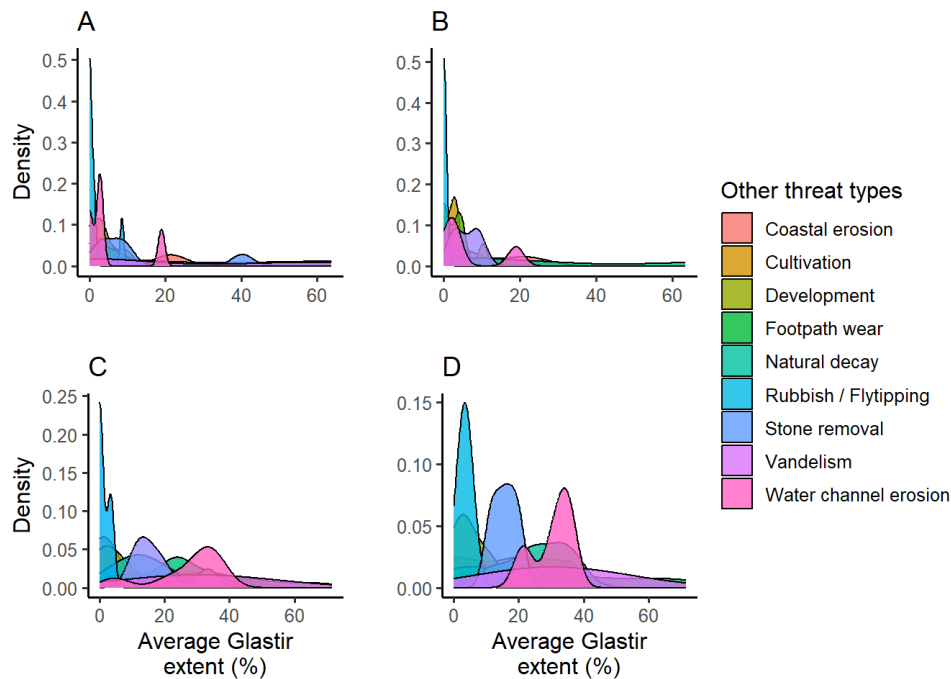 A
B
0.5
0.4
0.3
0.2
0.1
0.0
Density
0 20 40 60
0.5
0.4
0.3
0.2
0.1
0.0
0 20 40 60
C
D
0.25
0.20
0.15
0.10
0.05
0.00
Density
0 20 40 60
Average Glastir
extent (%)
0.15
0.10
0.05
0.00
0 20 40 60
Average Glastir
extent (%)
Other threat types
Coastal erosion
Cultivation
Development
Footpath wear
Natural decay
Rubbish / Flytipping
Stone removal
Vandelism
Water channel erosion